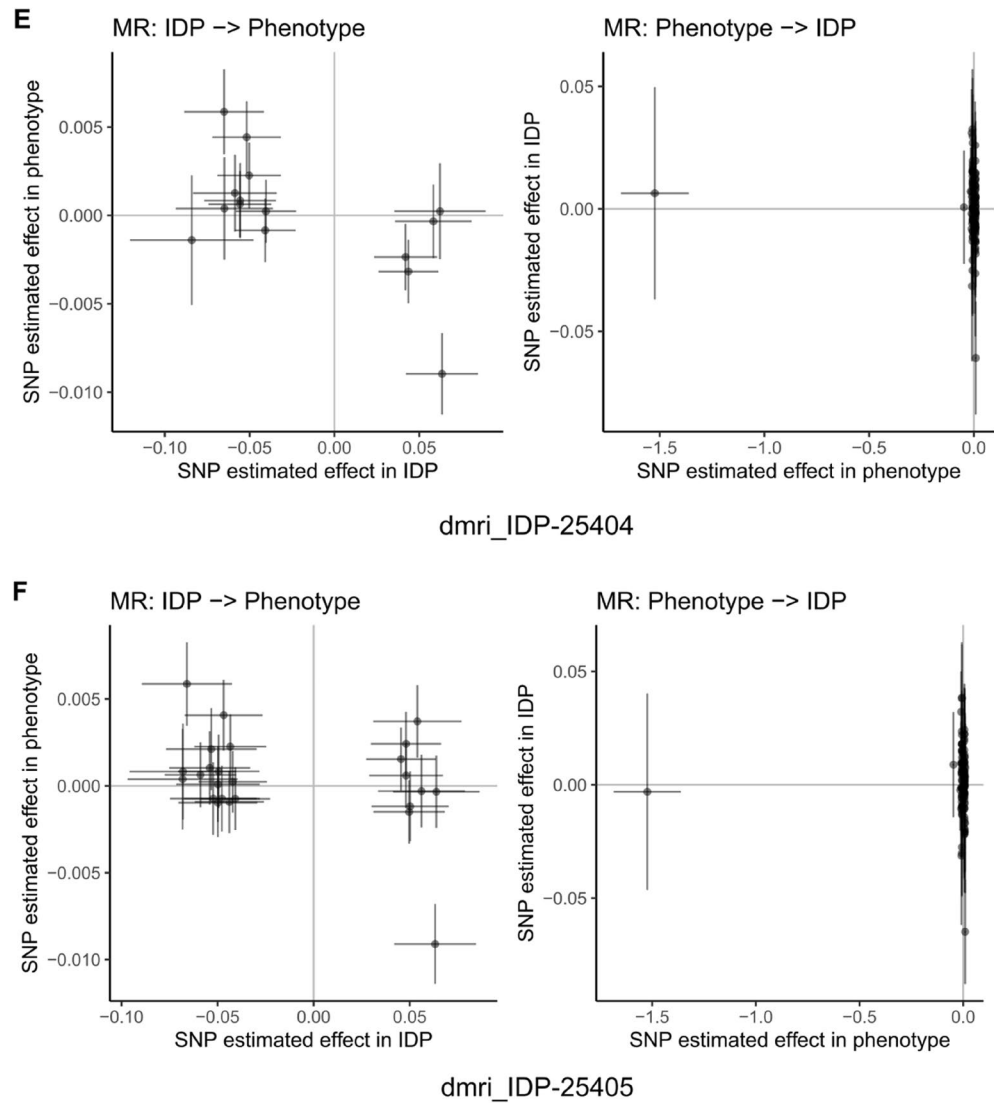 E
MR: IDP −> Phenotype
MR: Phenotype −> IDP
SNP estimated effect in phenotype
0.005
0.000
−0.005
−0.010
−0.10
−0.05
0.00
0.05
SNP estimated effect in IDP
SNP estimated effect in IDP
0.05
0.00
−0.05
−1.5
−1.0
−0.5
0.0
SNP estimated effect in phenotype
dmri_IDP-25404
F
MR: IDP −> Phenotype
MR: Phenotype −> IDP
SNP estimated effect in phenotype
0.005
0.000
−0.005
−0.010
−0.10
−0.05
0.00
0.05
SNP estimated effect in IDP
SNP estimated effect in IDP
0.05
0.00
−0.05
−1.5
−1.0
−0.5
0.0
SNP estimated effect in phenotype
dmri_IDP-25405